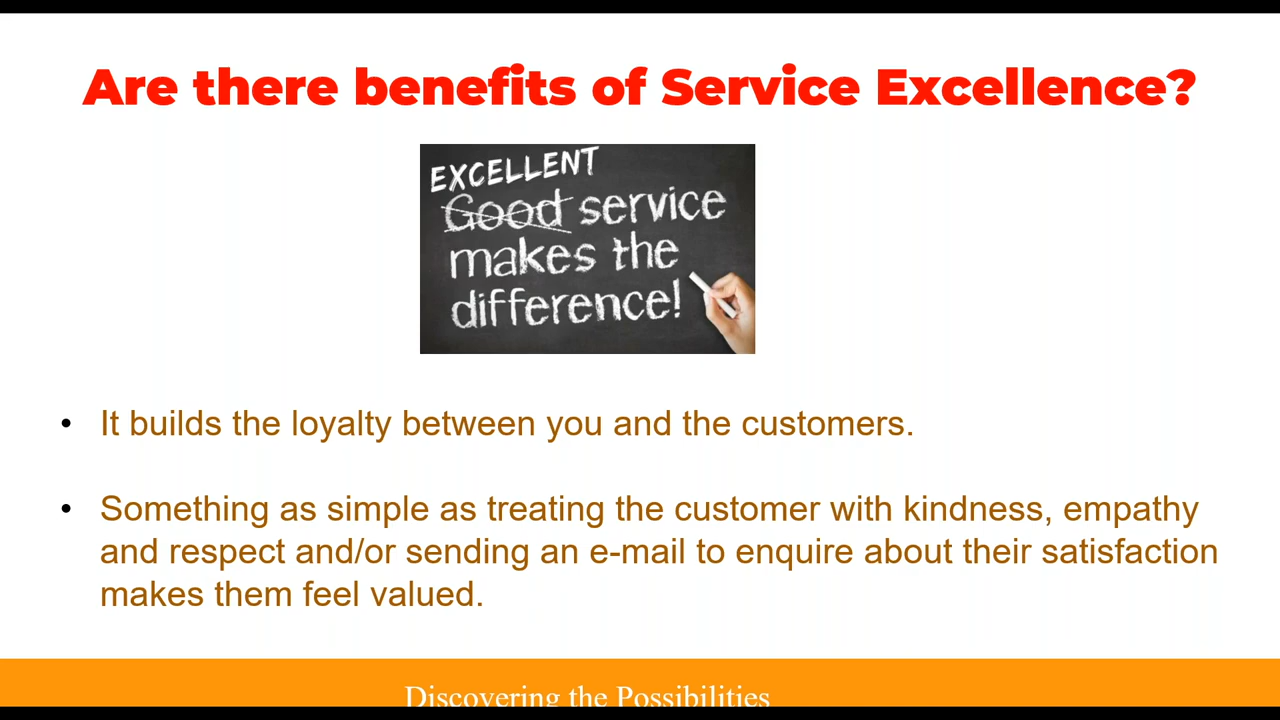 Are there benefits of Service Excellence?
EXCELLENT
Good service
makes the
difference!
• It builds the loyalty between you and the customers.
• Something as simple as treating the customer with kindness, empathy
and respect and/or sending an e-mail to enquire about their satisfaction
makes them feel valued.
Discovering the Possibilities